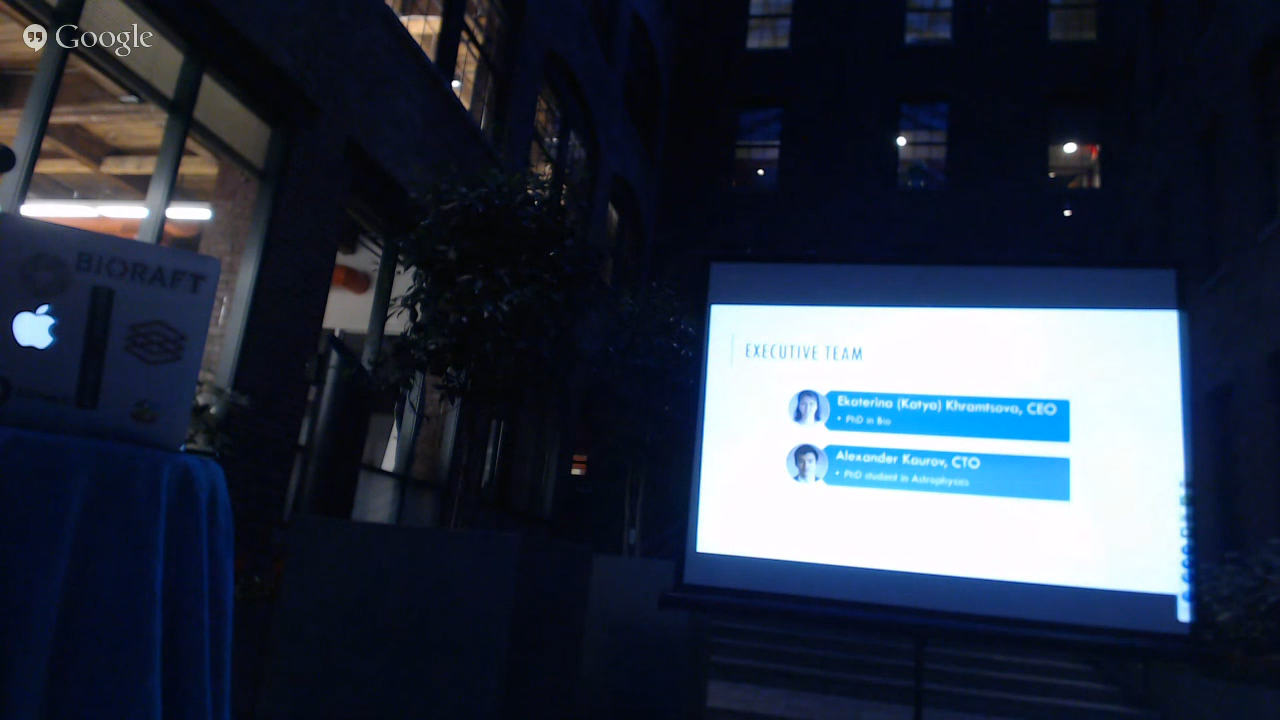 Google
BIORAFT
EXECUTIVE TEAM
Ekaterina (Katya) Khramtsova, CEO
• PhD in Bio
Alexander Kaurov, CTO
• PhD student in Astrophysics